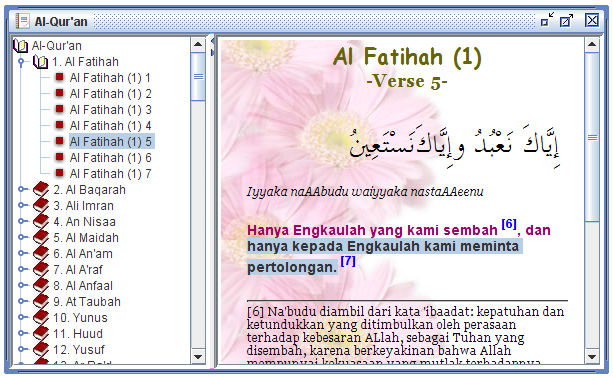 Al-Qur'an
Al-Qur'an
1. Al Fatihah
Al Fatihah (1) 1
Al Fatihah (1) 2
Al Fatihah (1) 3
Al Fatihah (1) 4
Al Fatihah (1) 5
Al Fatihah (1) 6
Al Fatihah (1) 7
2. Al Baqarah
3. Ali Imran
4. An Nisaa
5. Al Maidah
6. Al An'am
7. Al A'raf
8. Al Anfaal
9. At Taubah
10. Yunus
11. Huud
12. Yusuf
Al Fatihah (1)
-Verse 5-
إِيَّاكَ نَعْبُدُ وإِيَّاكَ نَسْتَعِينُ
Iyyaka naAAbudu waiyyaka nastaAAeenu
Hanya Engkaulah yang kami sembah [6], dan
hanya kepada Engkaulah kami meminta
pertolongan. [7]
[6] Na'budu diambil dari kata 'ibaadat: kepatuhan dan
ketundukkan yang ditimbulkan oleh perasaan
terhadap kebesaran ALlah, sebagai Tuhan yang
disembah, karena berkeyakinan bahwa Allah
mempunyai kekuasaan yang mutlak terhadapnya